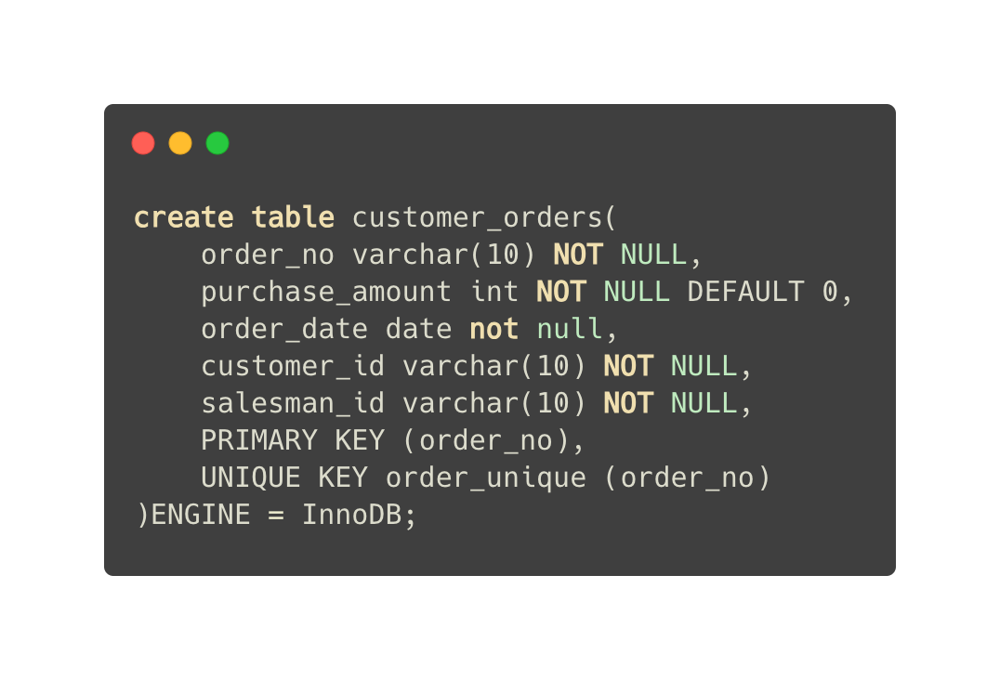 create table customer_orders(
    order_no varchar(10) NOT NULL,
    purchase_amount int NOT NULL DEFAULT 0,
    order_date date not null,
    customer_id varchar(10) NOT NULL,
    salesman_id varchar(10) NOT NULL,
    PRIMARY KEY (order_no),
    UNIQUE KEY order_unique (order_no)
)ENGINE = InnoDB;